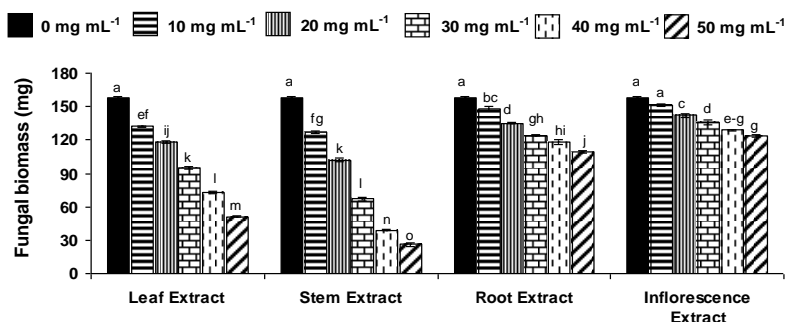 0 mg mL-1 10 mg mL-1 20 mg mL-1 30 mg mL-1 40 mg mL-1 50 mg mL-1
Fungal biomass (mg)
180
150
120
90
60
30
0
a ef ij k l m
a fg k l n o
a bc d gh hi j
a a c d e-g g
Leaf Extract Stem Extract Root Extract Inflorescence
Extract